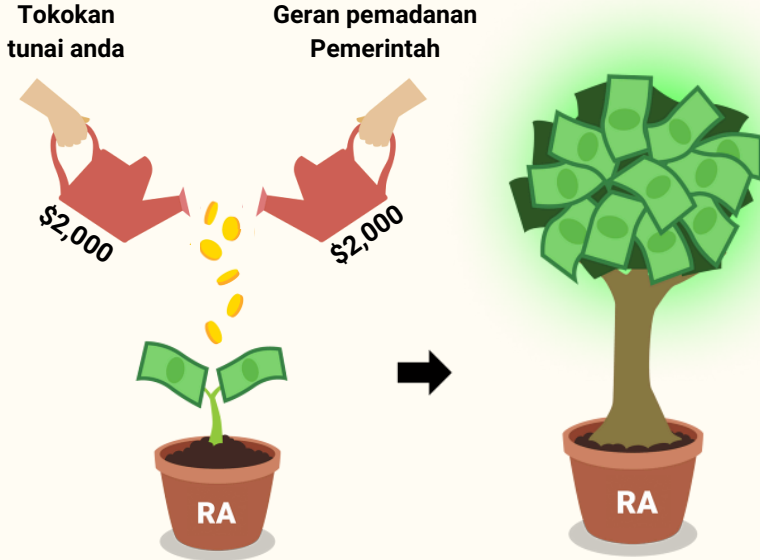 Tokokan
tunai anda
Geran pemadanan
Pemerintah
$2,000
$2,000
RA
RA